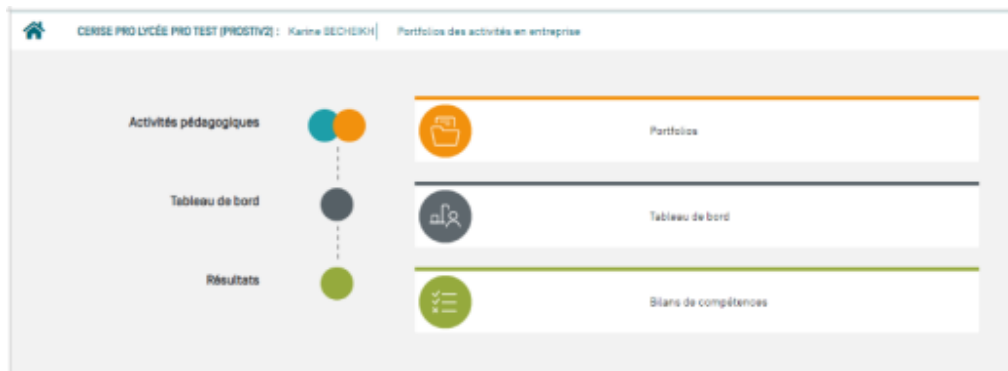 CERISE PRO LYCÉE PRO TEST (PROSTIV2) : Karine BECHEIKH Portfolios des activités en entreprise
Activités pédagogiques
Portfolios
Tableau de bord
Tableau de bord
Résultats
Bilans de compétences